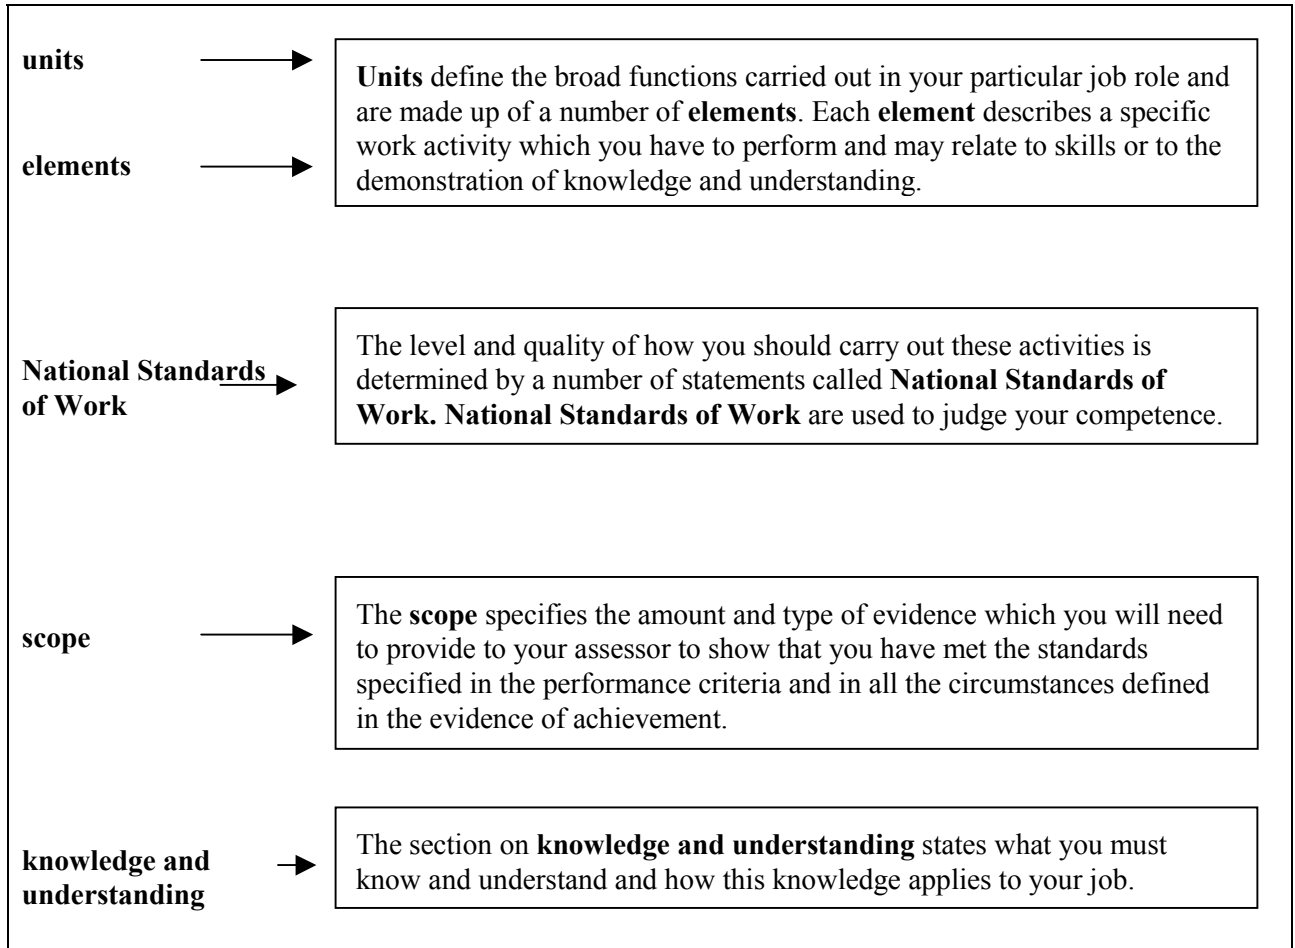 units
Units define the broad functions carried out in your particular job role and
are made up of a number of elements. Each element describes a specific
elements
work activity which you have to perform and may relate to skills or to the
demonstration of knowledge and understanding.
National Standards
of Work
The level and quality of how you should carry out these activities is
determined by a number of statements called National Standards of
Work. National Standards of Work are used to judge your competence.
scope
The scope specifies the amount and type of evidence which you will need
to provide to your assessor to show that you have met the standards
specified in the performance criteria and in all the circumstances defined
in the evidence of achievement.
knowledge and
understanding
The section on knowledge and understanding states what you must
know and understand and how this knowledge applies to your job.